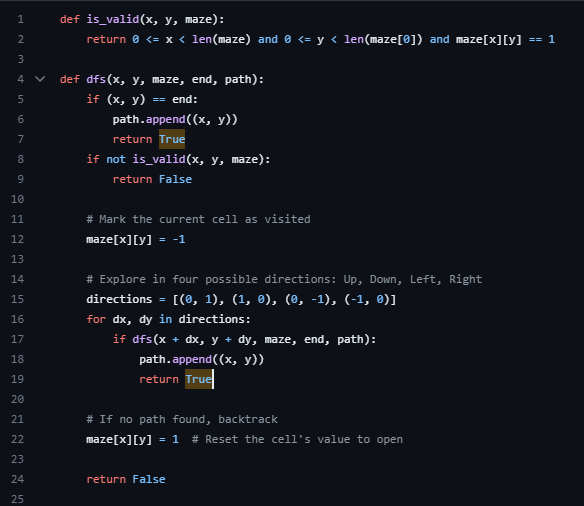 1 def is_valid(x, y, maze):
2     return 0 <= x < len(maze) and 0 <= y < len(maze[0]) and maze[x][y] == 1
3
4 def dfs(x, y, maze, end, path):
5     if (x, y) == end:
6         path.append((x, y))
7         return True
8     if not is_valid(x, y, maze):
9         return False
10
11     # Mark the current cell as visited
12     maze[x][y] = -1
13
14     # Explore in four possible directions: Up, Down, Left, Right
15     directions = [(0, 1), (1, 0), (0, -1), (-1, 0)]
16     for dx, dy in directions:
17         if dfs(x + dx, y + dy, maze, end, path):
18             path.append((x, y))
19             return True
20
21     # If no path found, backtrack
22     maze[x][y] = 1  # Reset the cell's value to open
23
24     return False
25